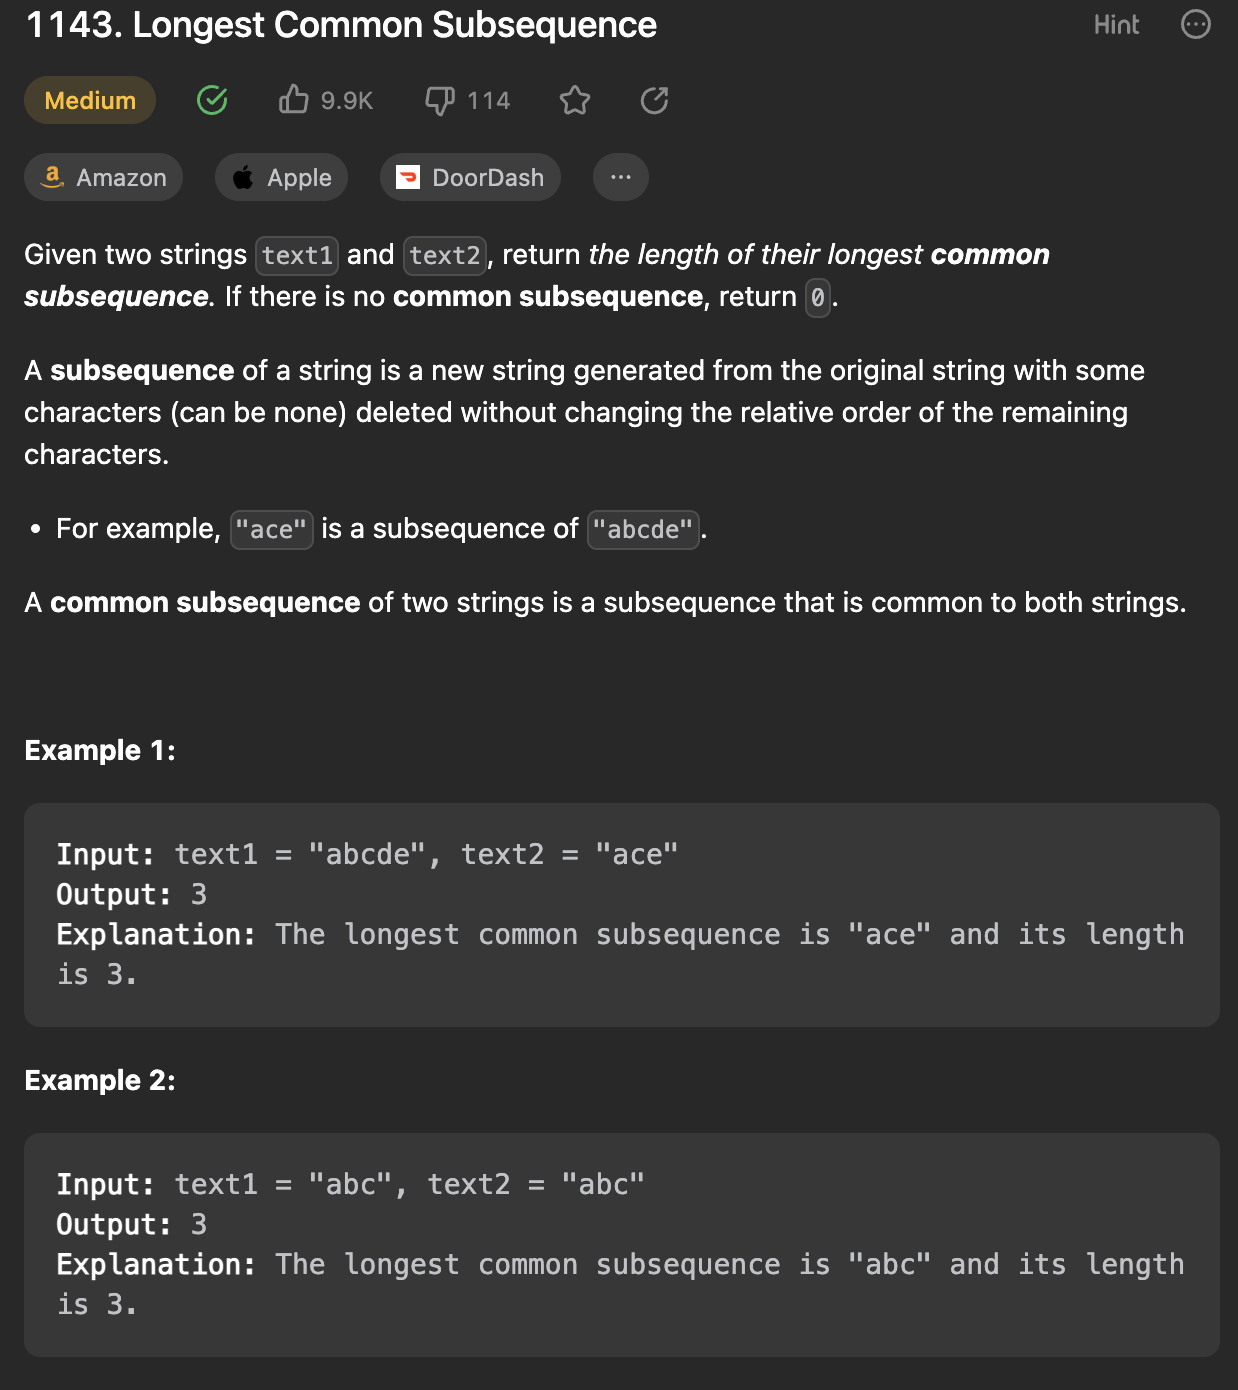 1143. Longest Common Subsequence
Hint
Medium
9.9K
114
Amazon
Apple
DoorDash
Given two strings text1 and text2, return the length of their longest common
subsequence. If there is no common subsequence, return 0.
A subsequence of a string is a new string generated from the original string with some
characters (can be none) deleted without changing the relative order of the remaining
characters.
• For example, "ace" is a subsequence of "abcde".
A common subsequence of two strings is a subsequence that is common to both strings.
Example 1:
Input: text1 = "abcde", text2 = "ace"
Output: 3
Explanation: The longest common subsequence is "ace" and its length
is 3.
Example 2:
Input: text1 = "abc", text2 = "abc"
Output: 3
Explanation: The longest common subsequence is "abc" and its length
is 3.